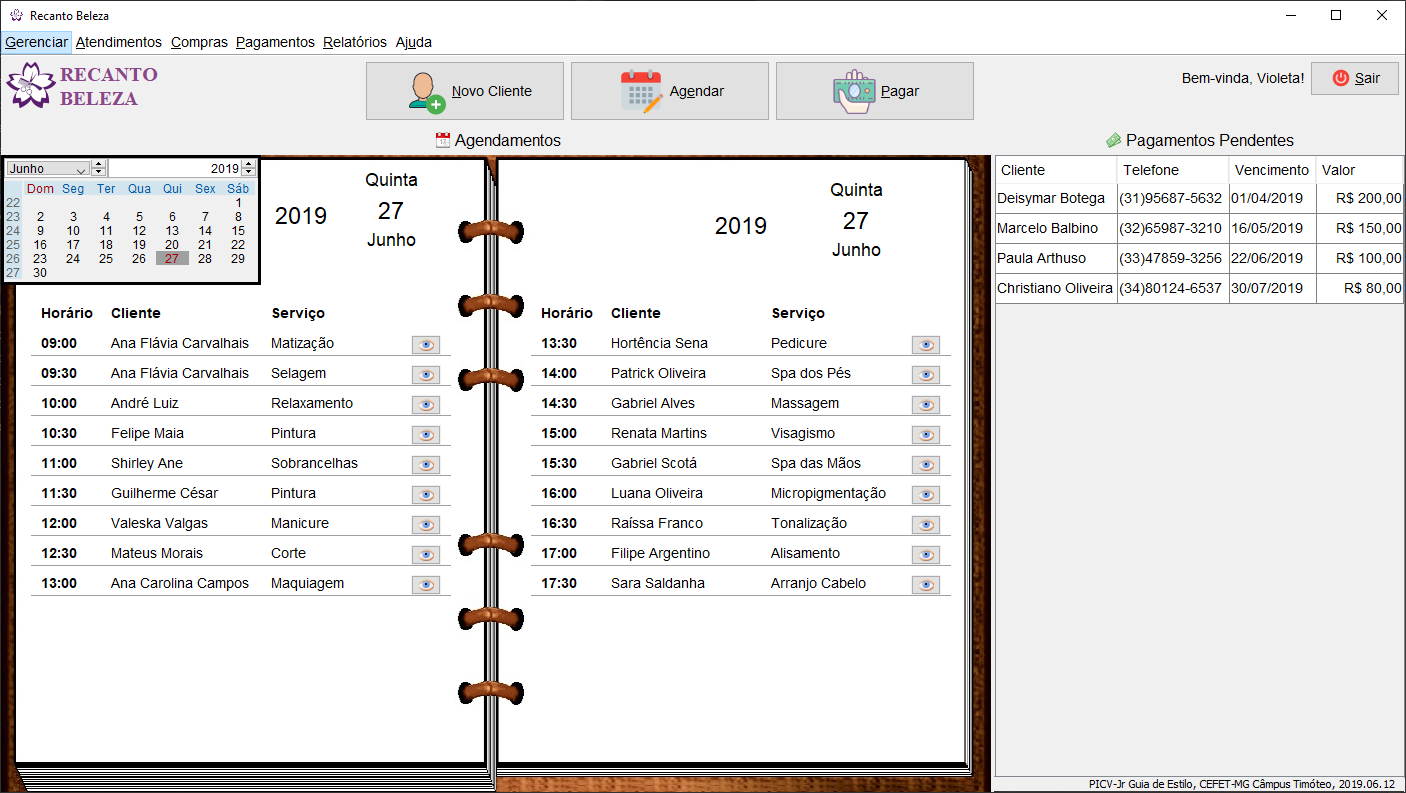 Recanto Beleza
Gerenciar Atendimentos Compras Pagamentos Relatórios Ajuda
RECANTO
BELEZA
Novo Cliente
Agendar
Pagar
Bem-vinda, Violeta!
Sair
Agendamentos
Pagamentos Pendentes
Junho 2019
Dom Seg Ter Qua Qui Sex Sáb
22 1
23 2 3 4 5 6 7 8
24 9 10 11 12 13 14 15
25 16 17 18 19 20 21 22
26 23 24 25 26 27 28 29
27 30
2019
Quinta
27
Junho
Horário Cliente Serviço
09:00 Ana Flávia Carvalhais Matização
09:30 Ana Flávia Carvalhais Selagem
10:00 André Luiz Relaxamento
10:30 Felipe Maia Pintura
11:00 Shirley Ane Sobrancelhas
11:30 Guilherme César Pintura
12:00 Valeska Valgas Manicure
12:30 Mateus Morais Corte
13:00 Ana Carolina Campos Maquiagem
2019
Quinta
27
Junho
Horário Cliente Serviço
13:30 Hortência Sena Pedicure
14:00 Patrick Oliveira Spa dos Pés
14:30 Gabriel Alves Massagem
15:00 Renata Martins Visagismo
15:30 Gabriel Scotá Spa das Mãos
16:00 Luana Oliveira Micropigmentação
16:30 Raíssa Franco Tonalização
17:00 Filipe Argentino Alisamento
17:30 Sara Saldanha Arranjo Cabelo
Cliente Telefone Vencimento Valor
Deisymar Botega (31)95687-5632 01/04/2019 R$ 200,00
Marcelo Balbino (32)65987-3210 16/05/2019 R$ 150,00
Paula Arthuso (33)47859-3256 22/06/2019 R$ 100,00
Christiano Oliveira (34)80124-6537 30/07/2019 R$ 80,00
PICV-Jr Guia de Estilo, CEFET-MG Câmpus Timóteo, 2019.06.12